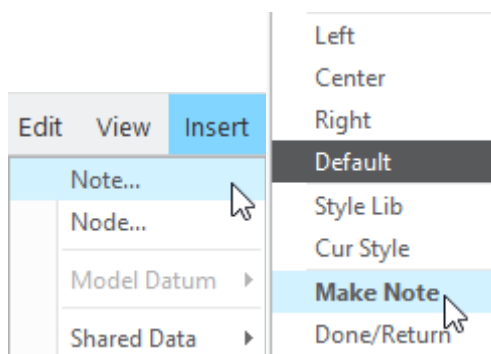 Edit View Insert
Note...
Node...
Model Datum
Shared Data
Left
Center
Right
Default
Style Lib
Cur Style
Make Note
Done/Return